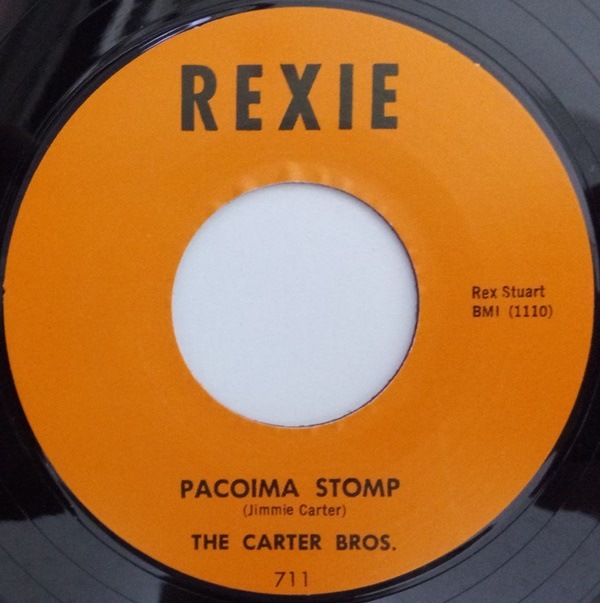 REXIE
Rex Stuart
BMI (1110)
PACOIMA STOMP
(Jimmie Carter)
THE CARTER BROS.
711